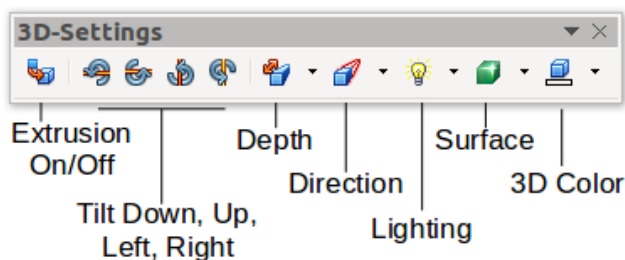 3D-Settings
Extrusion
On/Off
Tilt Down, Up,
Left, Right
Depth
Direction
Lighting
Surface
3D Color